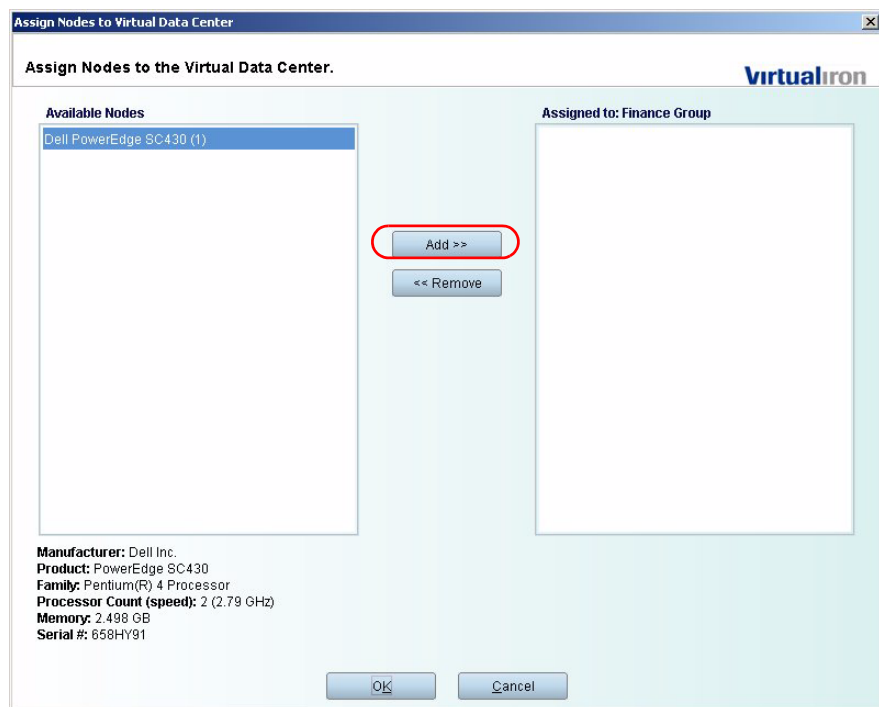 Assign Nodes to Virtual Data Center
Assign Nodes to the Virtual Data Center.
Virtualiron
Available Nodes
Assigned to: Finance Group
Dell PowerEdge SC430 (1)
Add >>
<< Remove
Manufacturer: Dell Inc.
Product: PowerEdge SC430
Family: Pentium(R) 4 Processor
Processor Count (speed): 2 (2.79 GHz)
Memory: 2.498 GB
Serial #: 658HY91
OK
Cancel